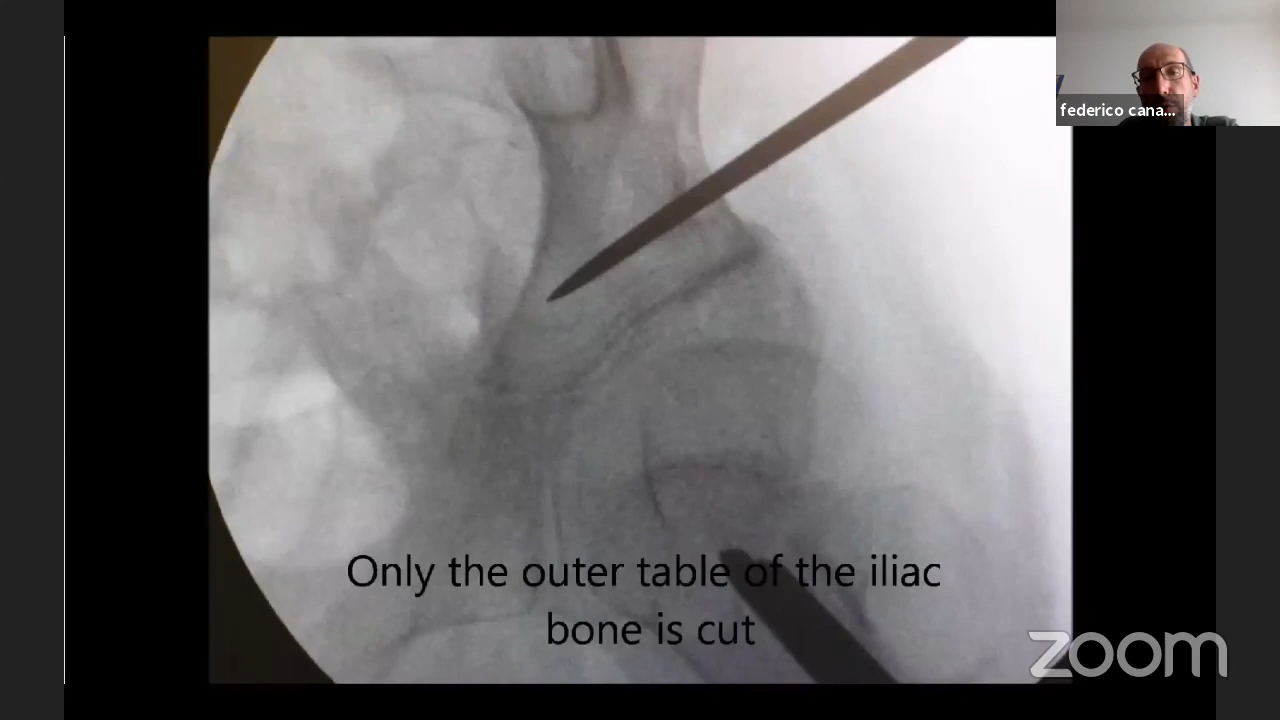 federico cana...
Only the outer table of the iliac
bone is cut
zoom